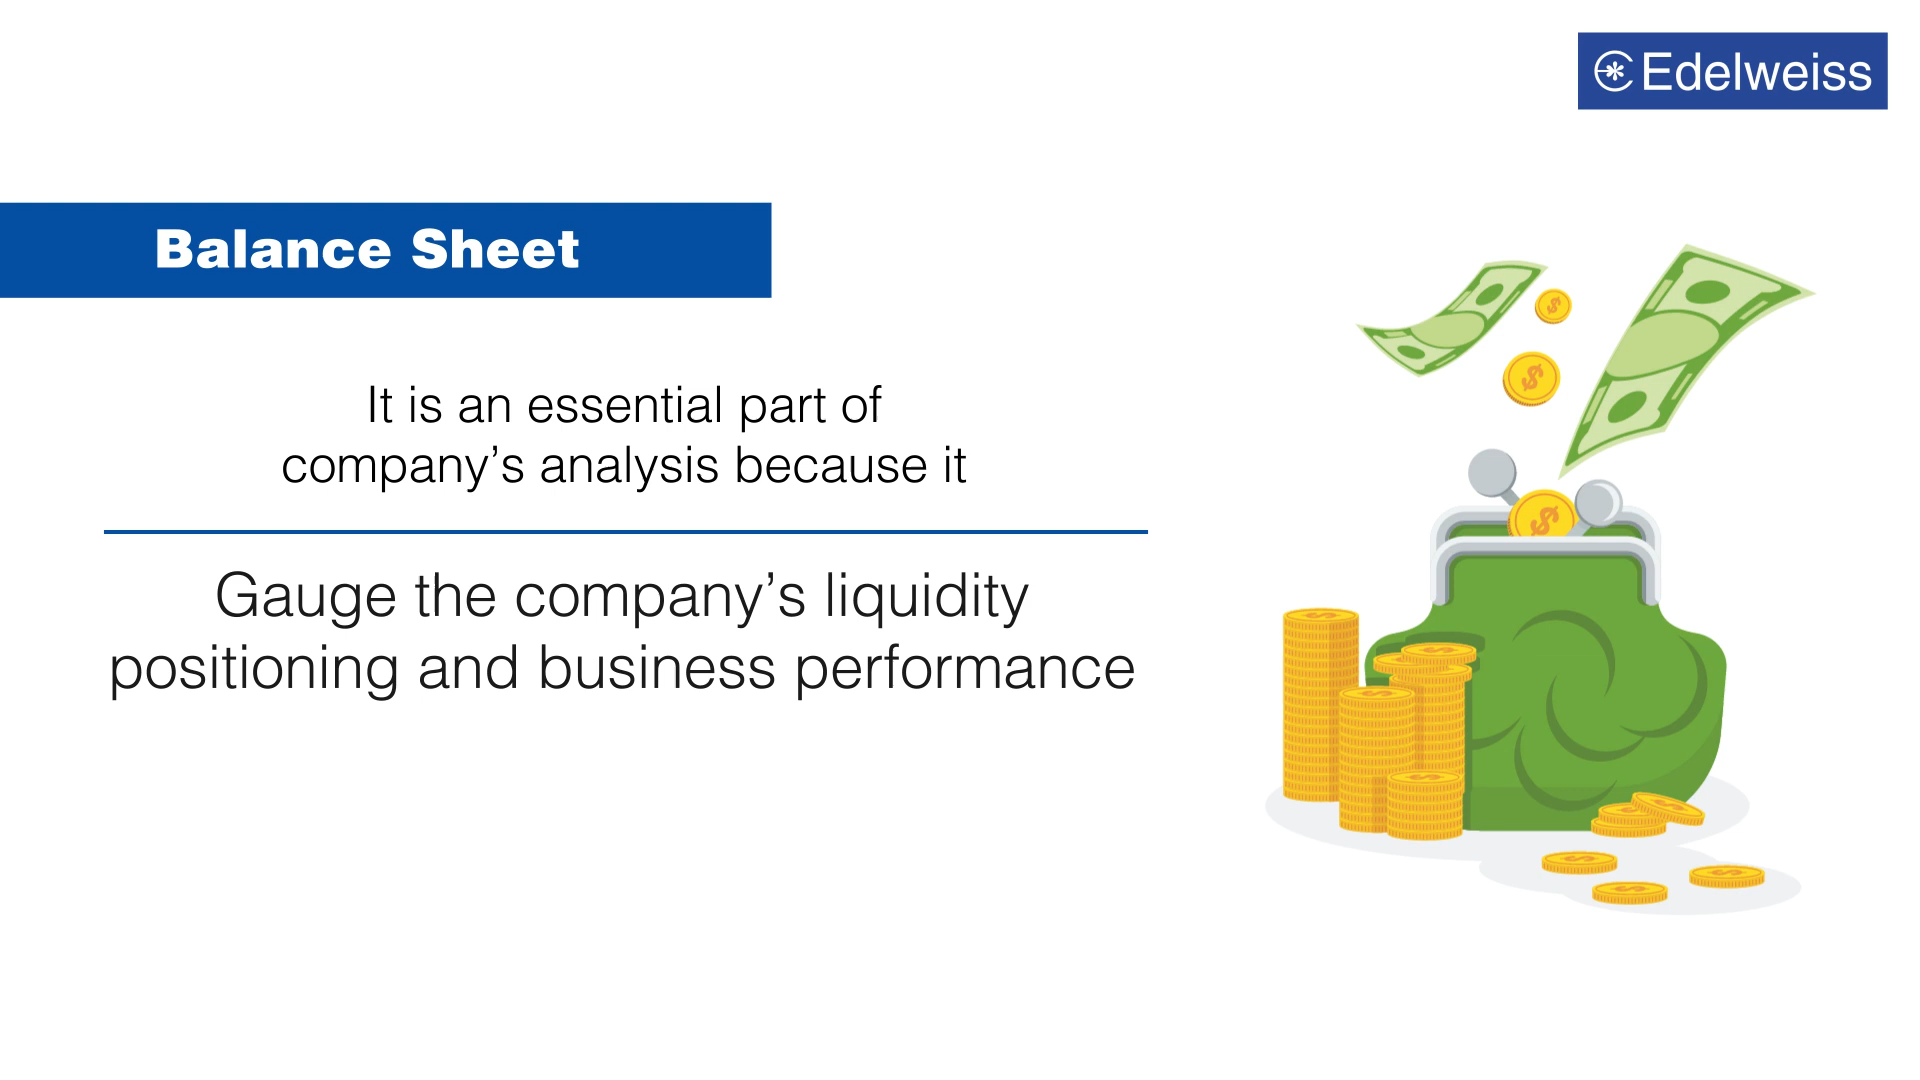 Edelweiss
Balance Sheet
It is an essential part of
company’s analysis because it
Gauge the company’s liquidity
positioning and business performance